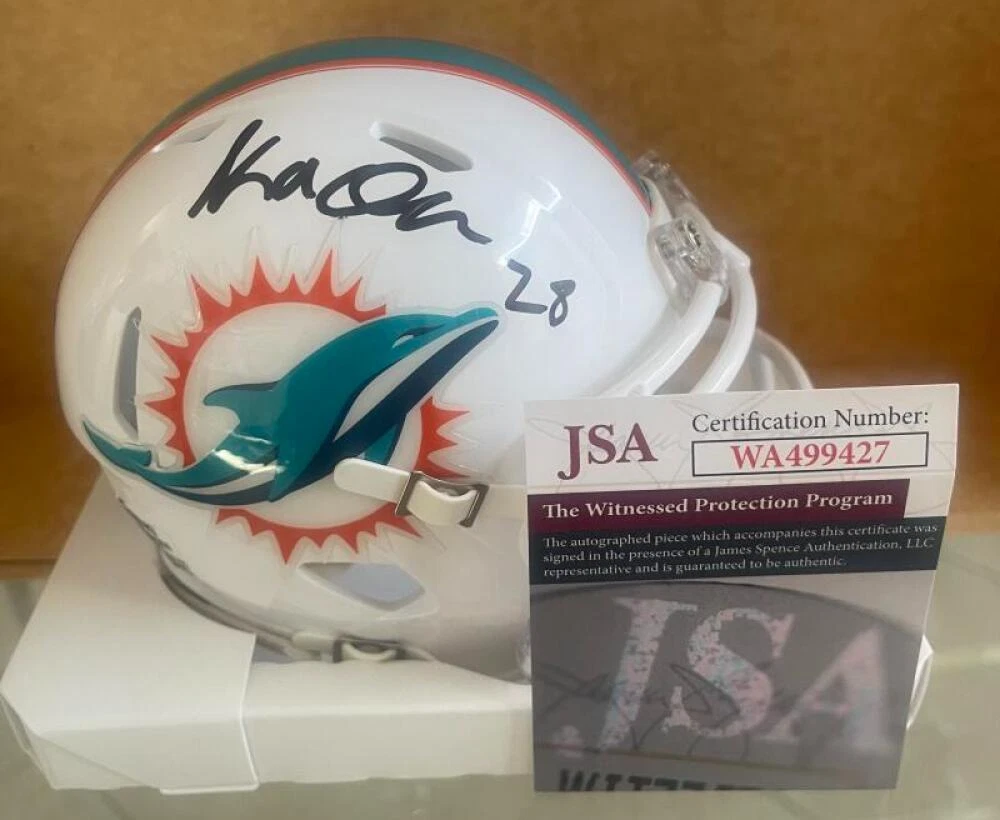 28
JSA
Certification Number:
WA499427
The Witnessed Protection Program
The autographed piece which accompanies this certificate was
signed in the presence of a James Spence Authentication, LLC
representative and is guaranteed to be authentic.
JSA